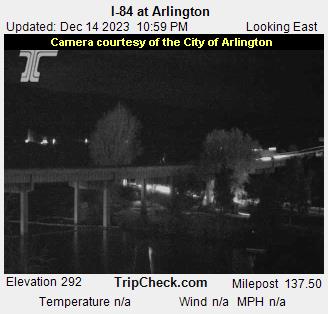 I-84 at Arlington
Updated: Dec 14 2023 10:59 PM Looking East
Camera courtesy of the City of Arlington
Elevation 292 TripCheck.com Milepost 137.50
Temperature n/a Wind n/a MPH n/a